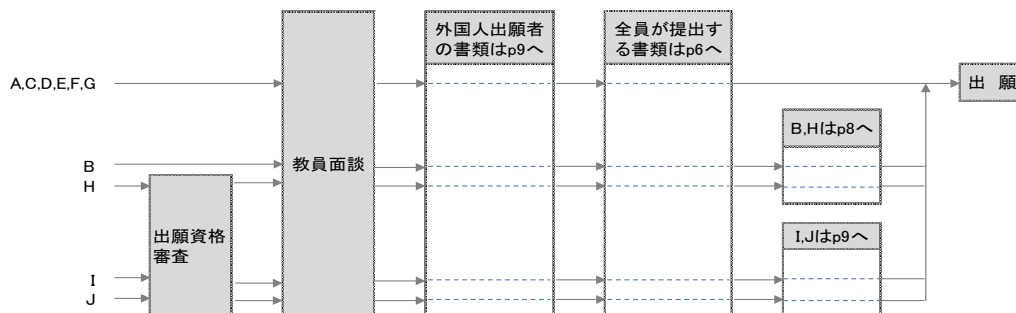 外国人出願者
の書類はp9へ
全員が提出す
る書類はp6へ
A,C,D,E,F,G
出 願
B,Hはp8へ
教員面談
B
H
出願資格
審査
I,Jはp9へ
I
J